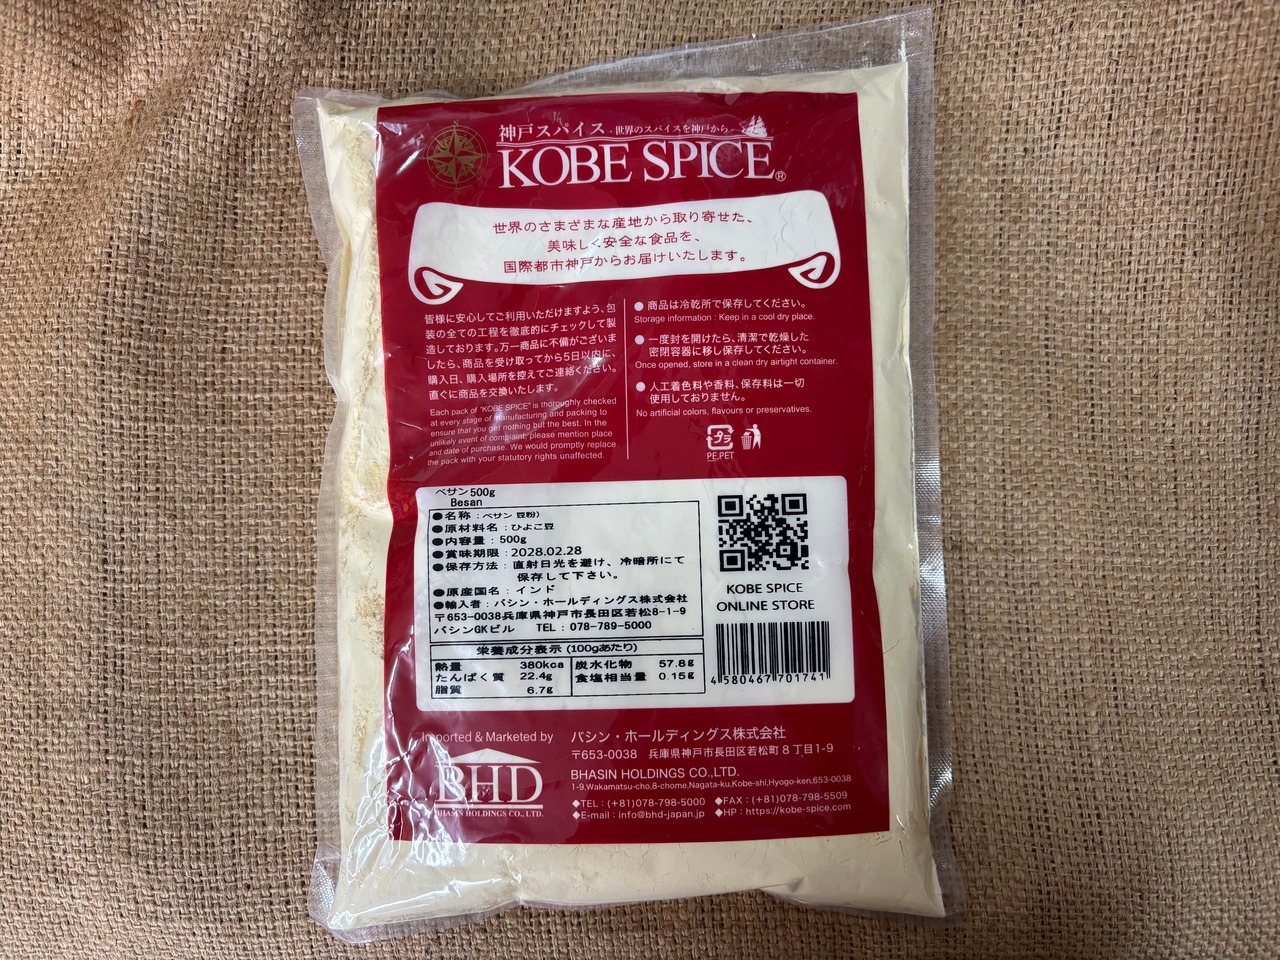 神戸スパイス -世界のスパイスを神戸から-
KOBE SPICE®
世界のさまざまな産地から取り寄せた、
美味しく安全な食品を、
国際都市神戸からお届けいたします。
皆様に安心してご利用いただけますよう、包
装の全ての工程を徹底的にチェックして製
造しております。万一商品に不備がございま
したら、商品を受け取ってから5日以内に、
購入日、購入場所を控えてご連絡ください。
直ぐに商品を交換いたします。
Each pack of "KOBE SPICE" is thoroughly checked
at every stage of manufacturing and packing to
ensure that you get nothing but the best. In the
unlikely event of complaint, please mention place
and date of purchase. We would promptly replace
the pack with your statutory rights unaffected.
●商品は冷乾所で保存してください。
Storage information : Keep in a cool dry place.
●一度封を開けたら、清潔で乾燥した
密閉容器に移し保存してください。
Once opened, store in a clean dry airtight container.
●人工着色料や香料、保存料は一切
使用しておりません。
No artificial colors, flavours or preservatives.
プラ
PE,PET
ベサン500g
Besan
●名称：ベサン 豆粉）
●原材料名：ひよこ豆
●内容量：500g
●賞味期限：2028.02.28
●保存方法：直射日光を避け、冷暗所にて
保存して下さい。
●原産国名：インド
●輸入者：バシン・ホールディングス株式会社
〒653-0038兵庫県神戸市長田区若松8-1-9
バシンGKビル TEL：078-789-5000
栄養成分表示 (100gあたり)
熱量 380kca 炭水化物 57.8g
たんぱく質 22.4g 食塩相当量 0.15g
脂質 6.7g
KOBE SPICE
ONLINE STORE
4 580467 701741
Imported & Marketed by
BHD
BHASIN HOLDINGS CO., LTD.
バシン・ホールディングス株式会社
〒653-0038 兵庫県神戸市長田区若松町8丁目1-9
BHASIN HOLDINGS CO.,LTD.
1-9,Wakamatsu-cho,8-chome,Nagata-ku,Kobe-shi,Hyogo-ken,653-0038
◆TEL：(+81)078-798-5000 ◆FAX：(+81)078-798-5509
◆E-mail：info@bhd-japan.jp ◆HP：https://kobe-spice.com